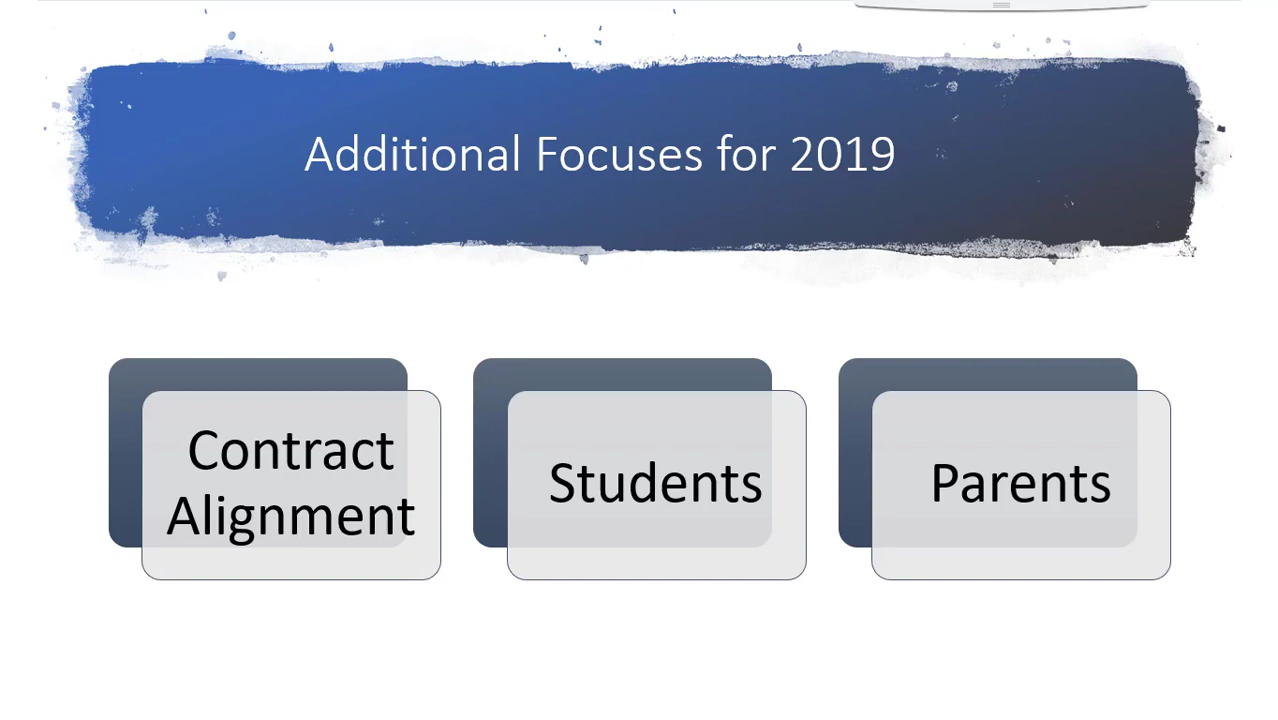 Additional Focuses for 2019
Contract
Alignment
Students
Parents